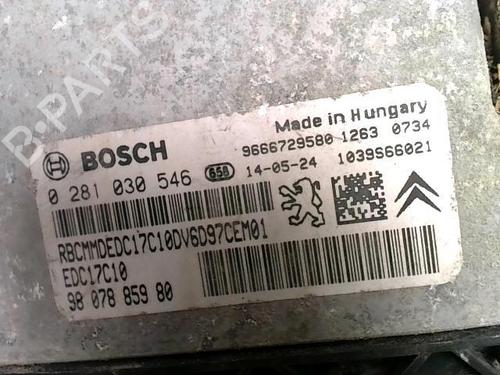 B-PARTS
Made in Hungary
BOSCH
9666729580 1263 0734
0 281 030 546 658 14-05-24 1039S66021
RBCMMDEDC17C10DV6D97CEM01
EDC17C10
98 078 859 80